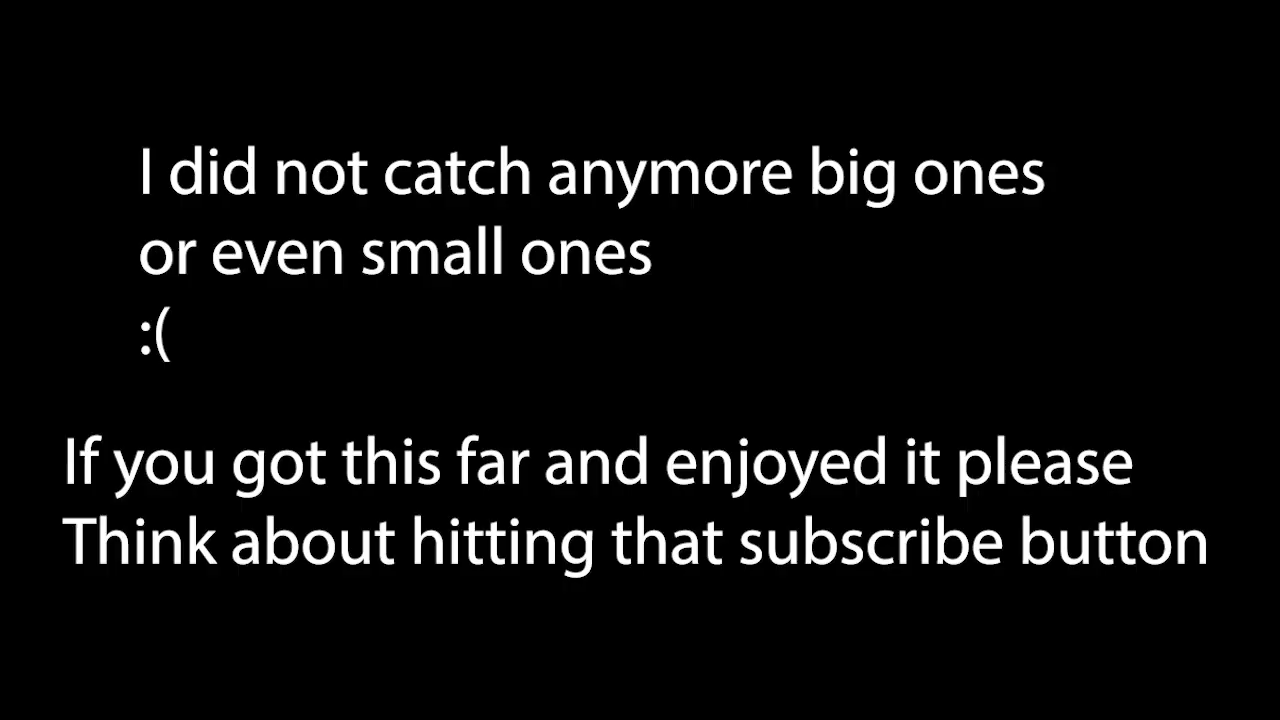 I did not catch anymore big ones
or even small ones
:(
If you got this far and enjoyed it please
Think about hitting that subscribe button